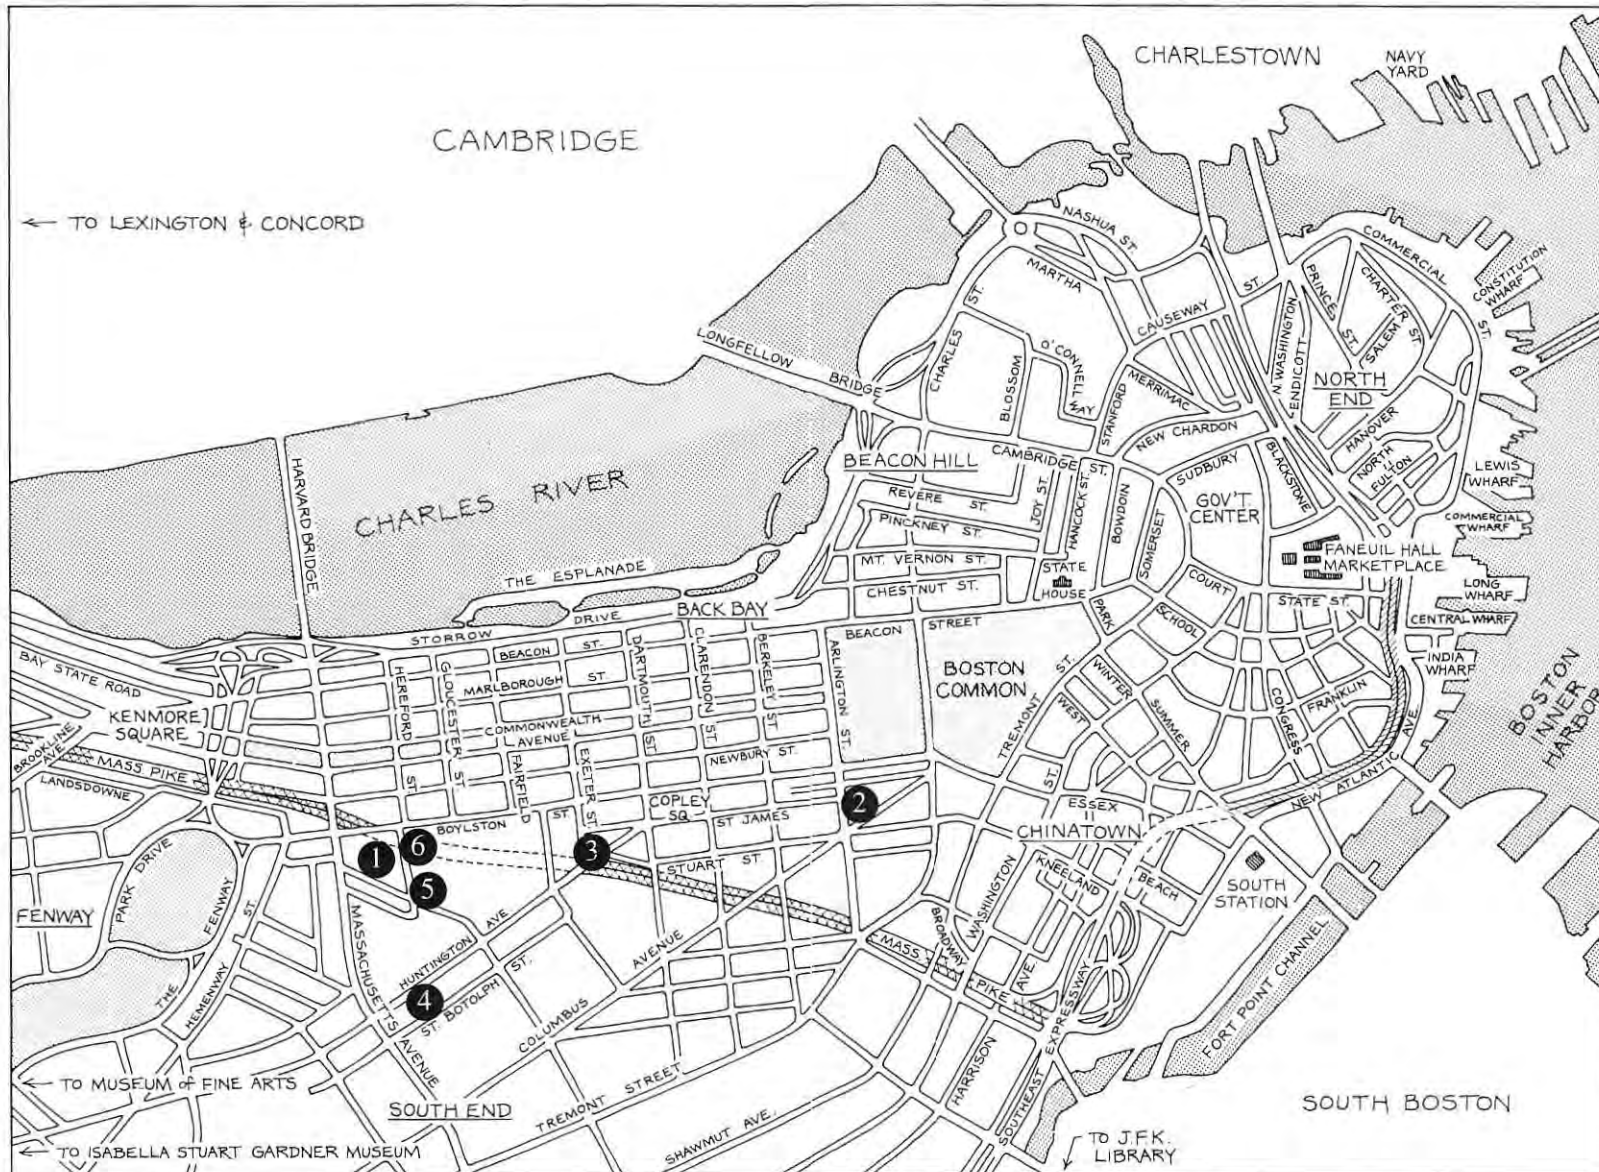 CHARLESTOWN
NAVY
YARD
CAMBRIDGE
← TO LEXINGTON & CONCORD
NASHUA ST.
MARTHA
COMMERCIAL
ST.
CONSTITUTION
WHARF
PRINCE
ST.
CHARTER ST
SALEM
CAUSEWAY
ST.
N. WASHINGTON
ENDICOTT
NORTH
END
HANOVER
NORTH
FULTON
LONGFELLOW
BRIDGE
CHARLES
ST.
BLOSSOM
O'CONNELL
WAY
STANFORD
MERRIMAC
NEW CHARDON
CAMBRIDGE ST.
SUDBURY
BLACKSTONE
LEWIS
WHARF
COMMERCIAL
WHARF
HARVARD BRIDGE
CHARLES RIVER
BEACON HILL
REVERE ST.
PINCKNEY ST.
MT. VERNON ST.
CHESTNUT ST.
JOY ST.
HANCOCK ST.
BOWDOIN
SOMERSET
GOV'T.
CENTER
FANEUIL HALL
MARKETPLACE
STATE
HOUSE
COURT
STATE ST.
LONG
WHARF
CENTRAL WHARF
INDIA
WHARF
BOSTON
INNER
HARBOR
THE ESPLANADE
BACK BAY
STORROW
DRIVE
BEACON
STREET
PARK
SCHOOL
BAY STATE ROAD
KENMORE
SQUARE
BROOKLINE
AVE.
MASS PIKE
LANDSDOWNE
HEREFORD
ST.
GLOUCESTER ST
BEACON
ST.
MARLBOROUGH
ST
COMMONWEALTH
AVENUE
FAIRFIELD
EXETER ST
DARTMOUTH
ST.
CLARENDON ST
BERKELEY ST.
ARLINGTON
ST.
NEWBURY ST.
BOSTON
COMMON
TREMONT
ST.
WINTER
WEST
ST.
SUMMER
CONGRESS
FRANKLIN
NEW ATLANTIC
AVE.
BOYLSTON
ST.
COPLEY
SQ
ST JAMES
STUART ST.
ESSEX
CHINATOWN
KNEELAND
BEACH
SOUTH
STATION
WASHINGTON
1
2
3
4
5
6
PARK DRIVE
FENWAY
THE
FENWAY
ST.
HEMENWAY
MASSACHUSETTS
AVENUE
HUNTINGTON
AVE
ST. BOTOLPH
ST.
COLUMBUS
AVENUE
MASS
PIKE
BROADWAY
AVE
HARRISON
SOUTHEAST
EXPRESSWAY
FORT POINT CHANNEL
← TO MUSEUM of FINE ARTS
SOUTH END
TREMONT STREET
SHAWMUT AVE.
SOUTH BOSTON
← TO ISABELLA STUART GARDNER MUSEUM
TO J.F.K.
LIBRARY